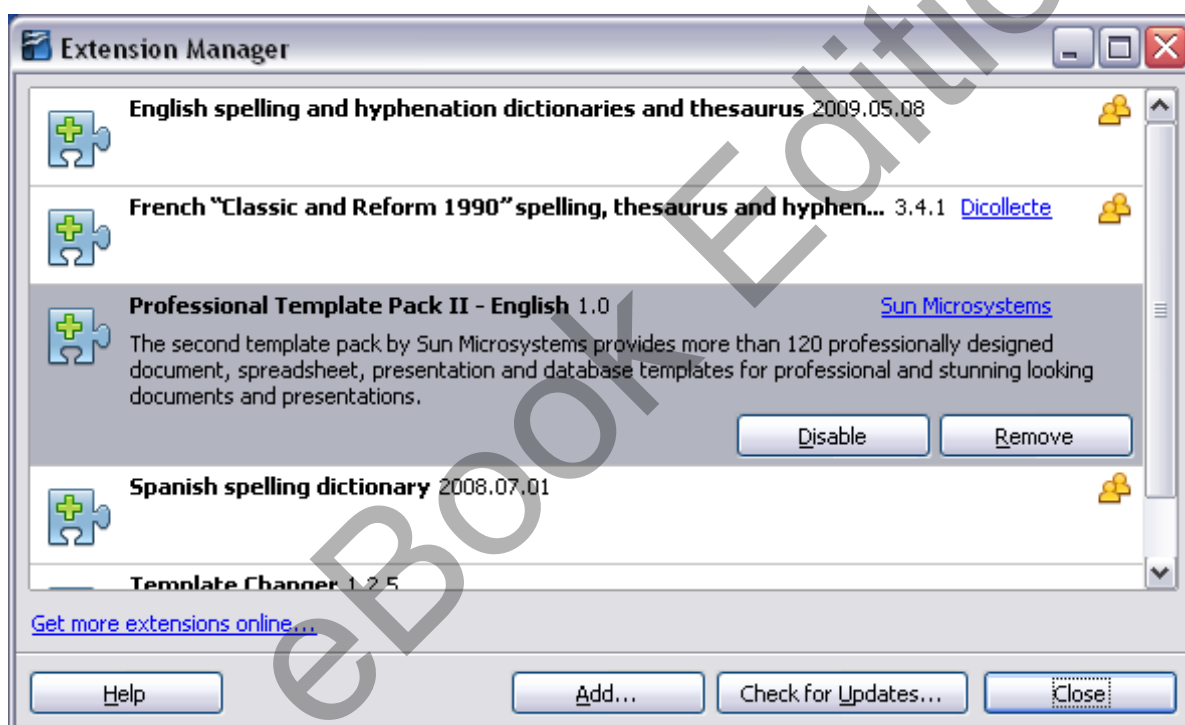 Extension Manager
English spelling and hyphenation dictionaries and thesaurus 2009.05.08
French “Classic and Reform 1990” spelling, thesaurus and hyphen... 3.4.1 Dicollecte
Professional Template Pack II - English 1.0 Sun Microsystems
The second template pack by Sun Microsystems provides more than 120 professionally designed
document, spreadsheet, presentation and database templates for professional and stunning looking
documents and presentations.
Disable Remove
Spanish spelling dictionary 2008.07.01
Template Changer 1.2.5
Get more extensions online...
Help Add... Check for Updates... Close
eBook Editio